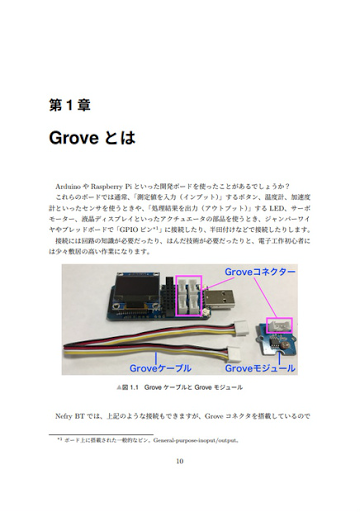 第 1 章
Grove とは
Arduino や Raspberry Pi といった開発ボードを使ったことがあるでしょうか？
これらのボードでは通常、「測定値を入力（インプット）」するボタン、温度計、加速度
計といったセンサを使うときや、「処理結果を出力（アウトプット）」する LED、サーボ
モーター、液晶ディスプレイといったアクチュエータの部品を使うとき、ジャンパーワイ
ヤやブレッドボードで「GPIO ピン*1」に接続したり、半田付けなどで接続したりします。
接続には回路の知識が必要だったり、はんだ技術が必要だったりと、電子工作初心者に
は少々敷居の高い作業になります。
Groveコネクター
Groveケーブル
Groveモジュール
▲図 1.1 Grove ケーブルと Grove モジュール
Nefry BT では、上記のような接続もできますが、Grove コネクタを搭載しているので
*1 ボード上に搭載された一般的なピン。General-purpose-inoput/output。
10